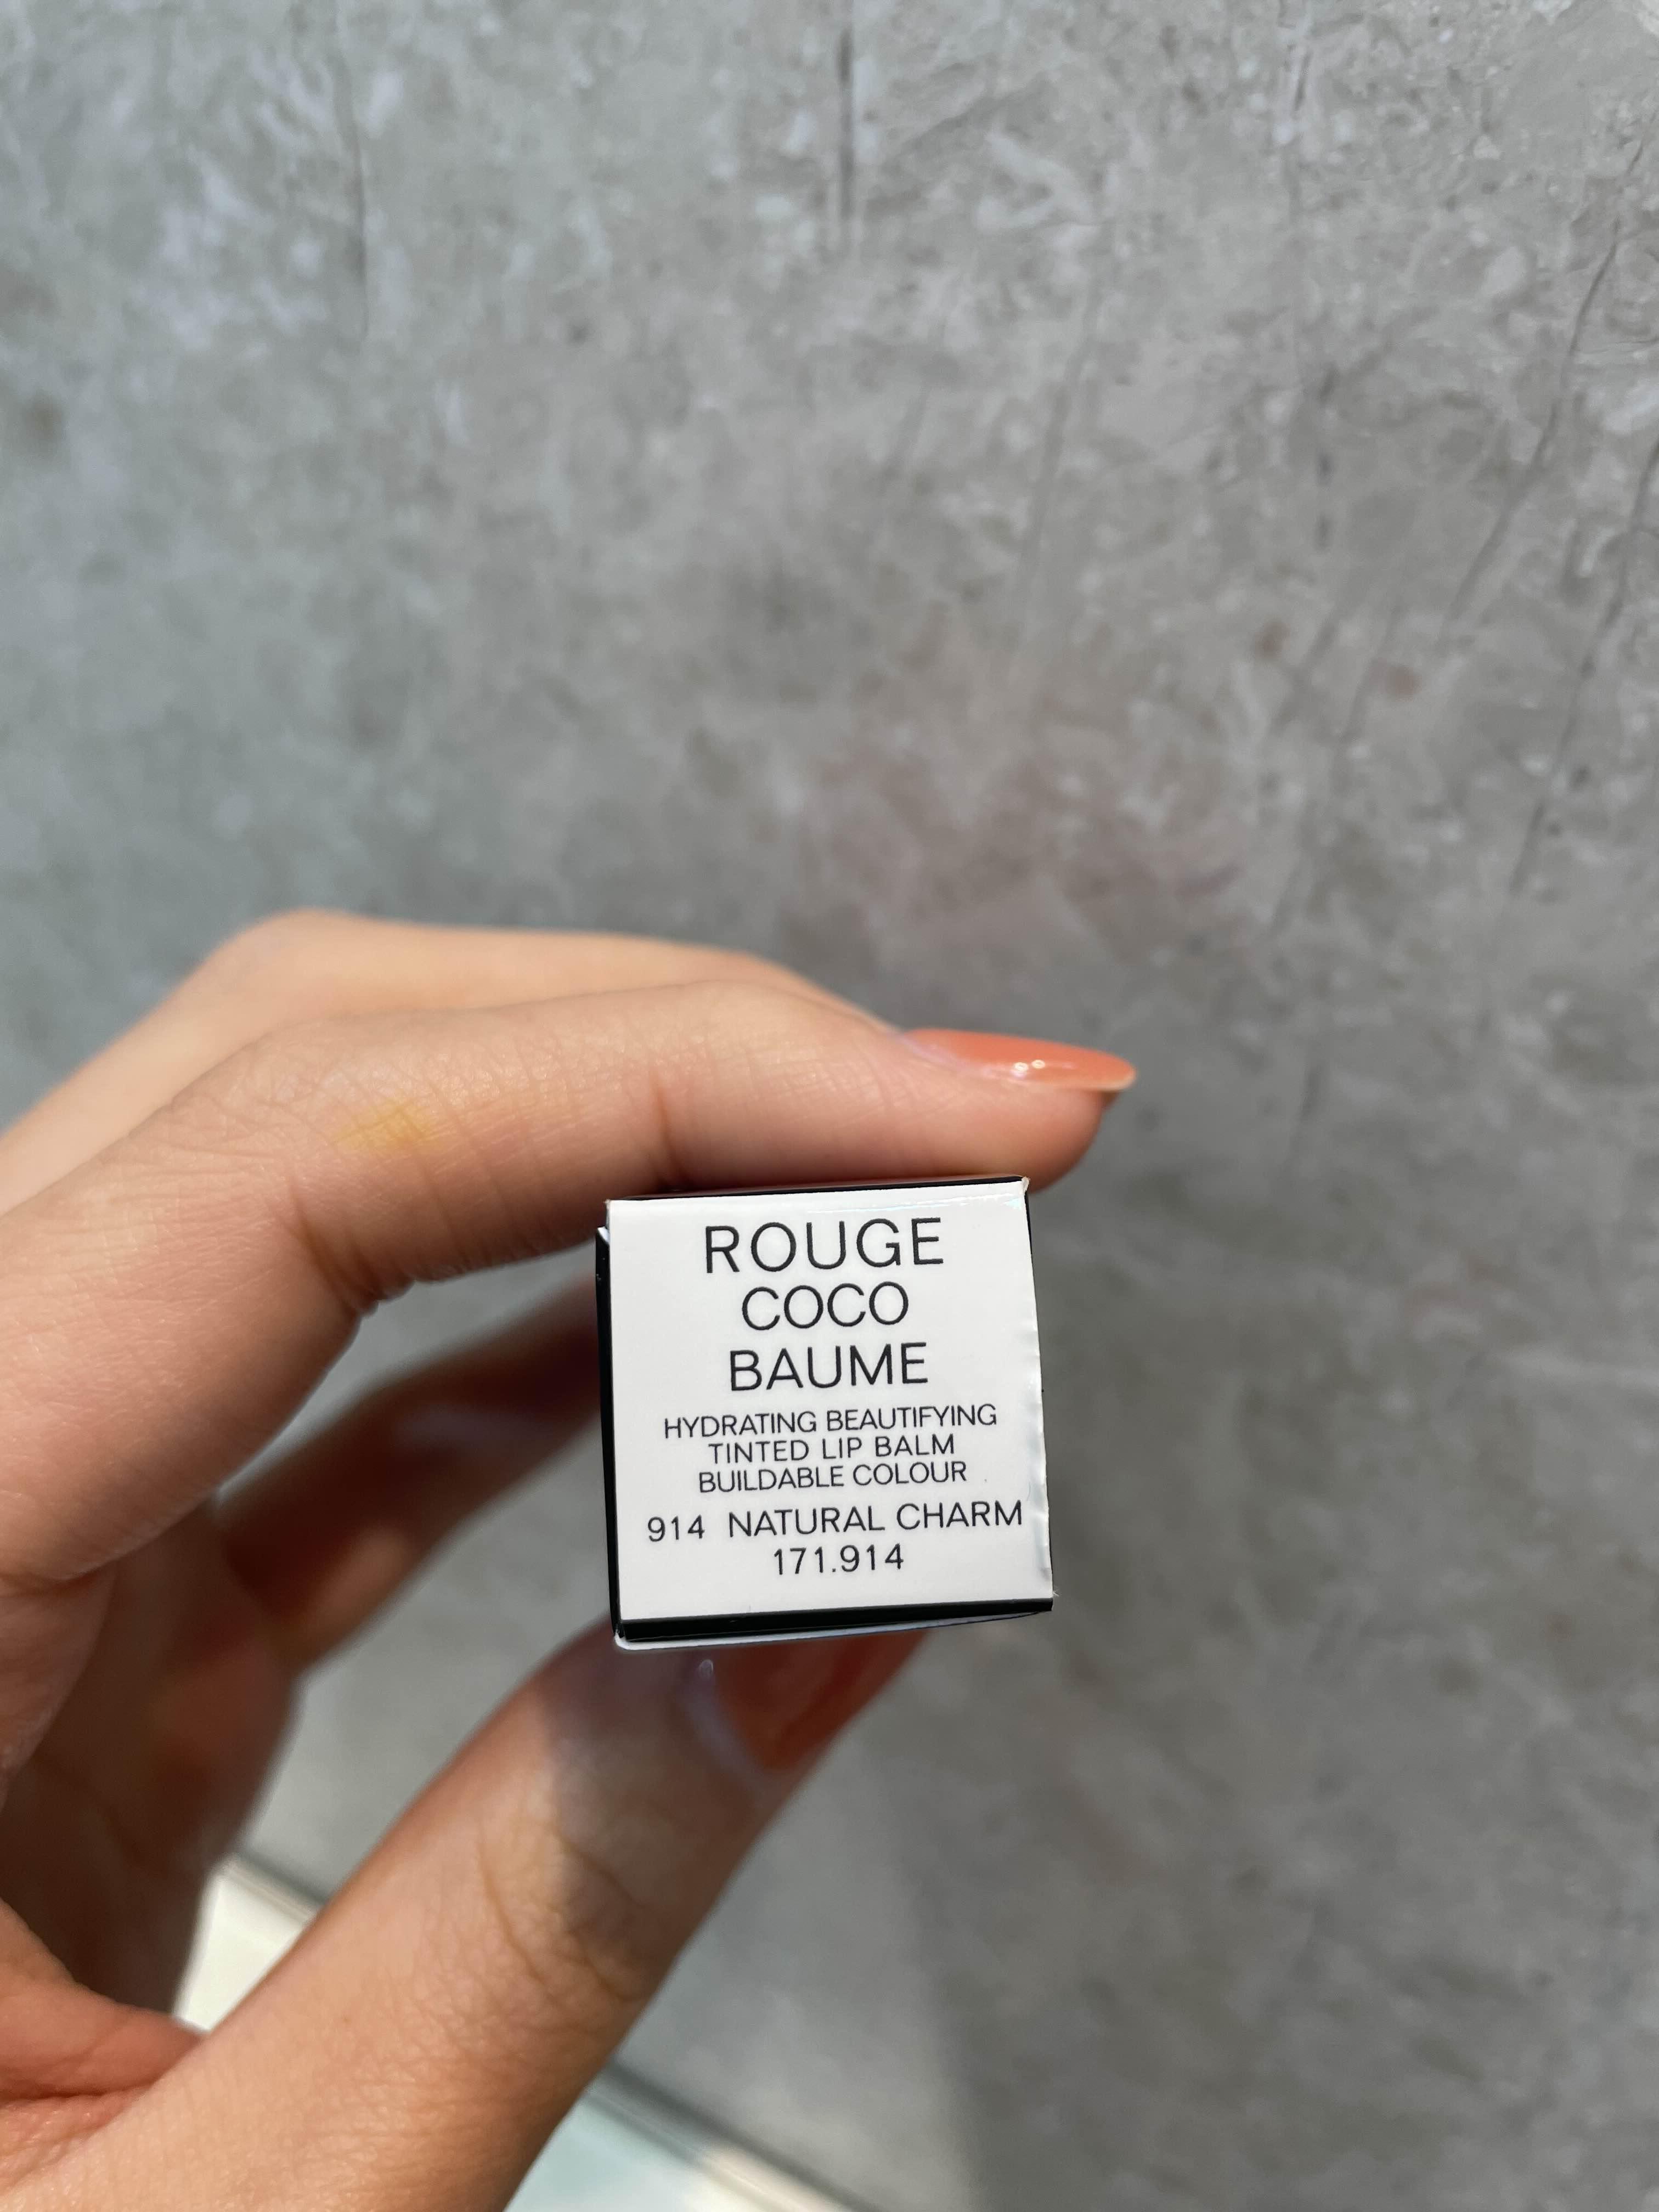 ROUGE
COCO
BAUME
HYDRATING BEAUTIFYING
TINTED LIP BALM
BUILDABLE COLOUR
914 NATURAL CHARM
171.914